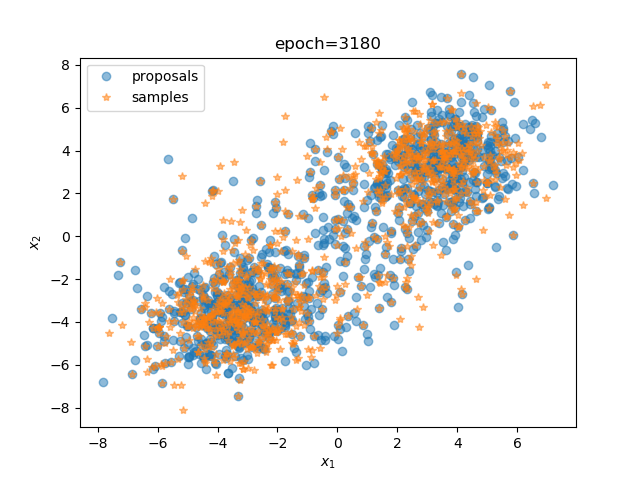 epoch=3180
proposals
samples
8
6
4
2
0
−2
−4
−6
−8
x₂
−8 −6 −4 −2 0 2 4 6
x₁